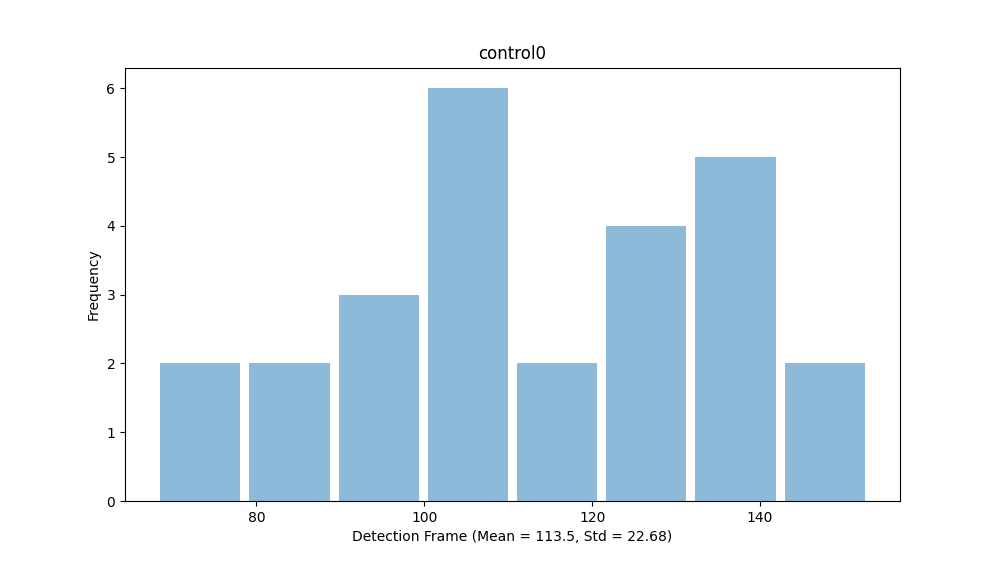 control0
6
5
4
3
2
1
0
Frequency
80 100 120 140
Detection Frame (Mean = 113.5, Std = 22.68)